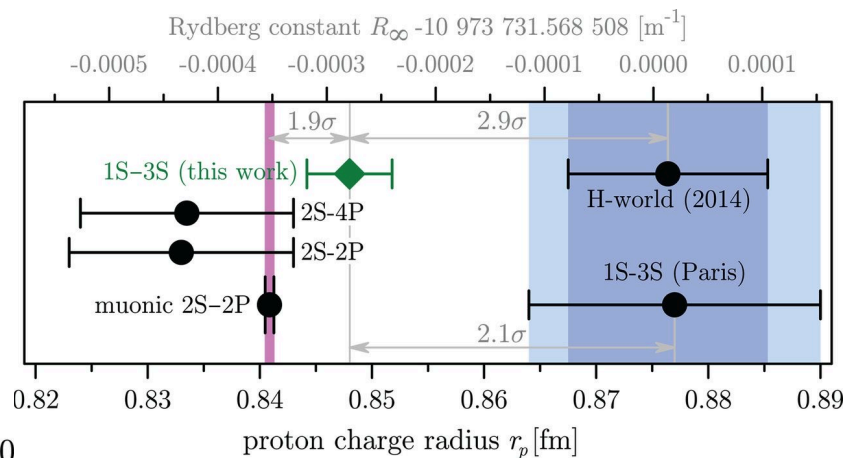 Rydberg constant R∞ -10 973 731.568 508 [m⁻¹]
-0.0005 -0.0004 -0.0003 -0.0002 -0.0001 0.0000 0.0001
1.9σ 2.9σ
1S–3S (this work)
H-world (2014)
2S-4P
2S-2P
1S-3S (Paris)
muonic 2S–2P
2.1σ
0.82 0.83 0.84 0.85 0.86 0.87 0.88 0.89
proton charge radius rₚ [fm]
0